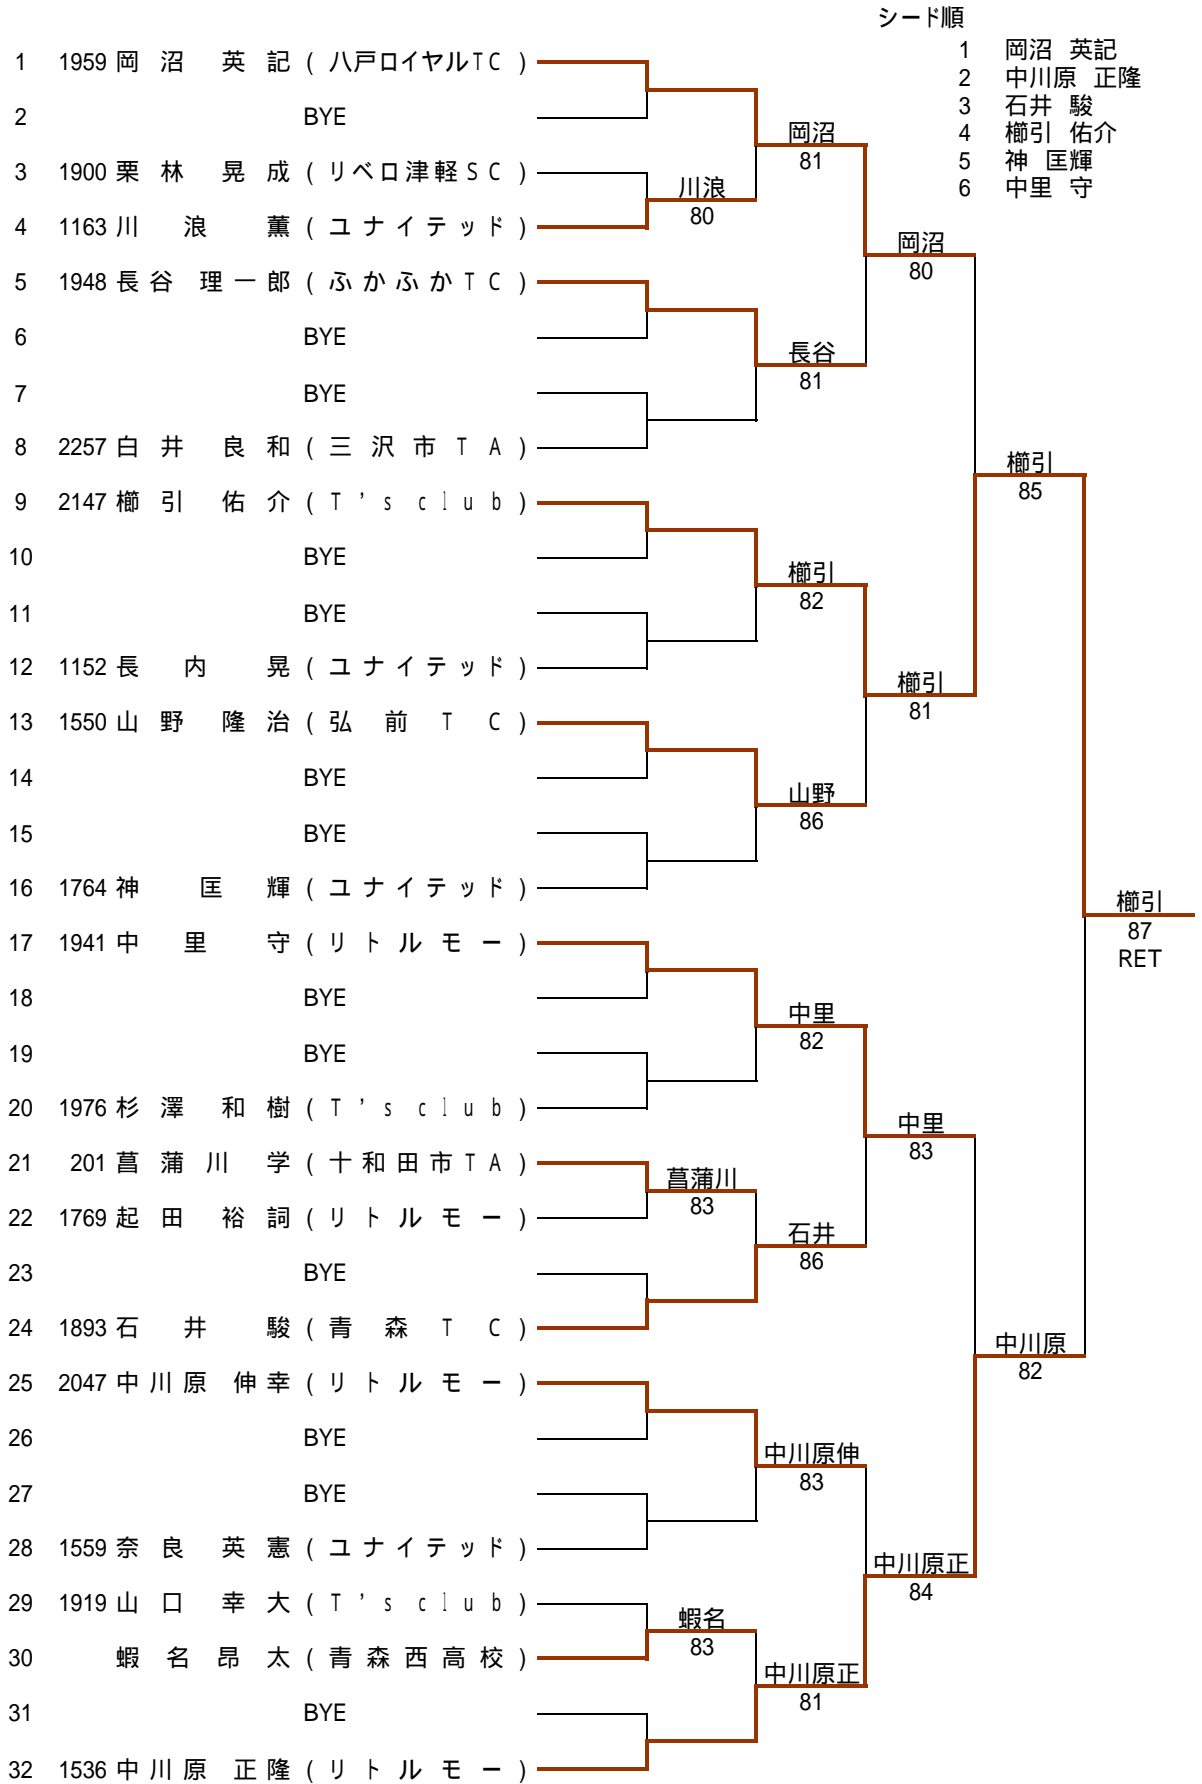 シード順
1 岡沼 英記
2 中川原 正隆
3 石井 駿
4 櫛引 佑介
5 神 匡輝
6 中里 守
1 1959 岡沼 英記 (八戸ロイヤルTC)
2 BYE
3 1900 栗林 晃成 (リベロ津軽SC)
4 1163 川浪 薫 (ユナイテッド)
5 1948 長谷 理一郎 (ふかふかTC)
6 BYE
7 BYE
8 2257 白井 良和 (三沢市TA)
9 2147 櫛引 佑介 (T's club)
10 BYE
11 BYE
12 1152 長内 晃 (ユナイテッド)
13 1550 山野 隆治 (弘前TC)
14 BYE
15 BYE
16 1764 神 匡輝 (ユナイテッド)
17 1941 中里 守 (リトルモー)
18 BYE
19 BYE
20 1976 杉澤 和樹 (T's club)
21 201 菖蒲川 学 (十和田市TA)
22 1769 起田 裕詞 (リトルモー)
23 BYE
24 1893 石井 駿 (青森TC)
25 2047 中川原 伸幸 (リトルモー)
26 BYE
27 BYE
28 1559 奈良 英憲 (ユナイテッド)
29 1919 山口 幸大 (T's club)
30 蝦名 昂太 (青森西高校)
31 BYE
32 1536 中川原 正隆 (リトルモー)
川浪
80
菖蒲川
83
蝦名
83
岡沼
81
長谷
81
櫛引
82
山野
86
中里
82
石井
86
中川原伸
83
中川原正
81
岡沼
80
櫛引
81
中里
83
中川原正
84
櫛引
85
中川原
82
櫛引
87
RET